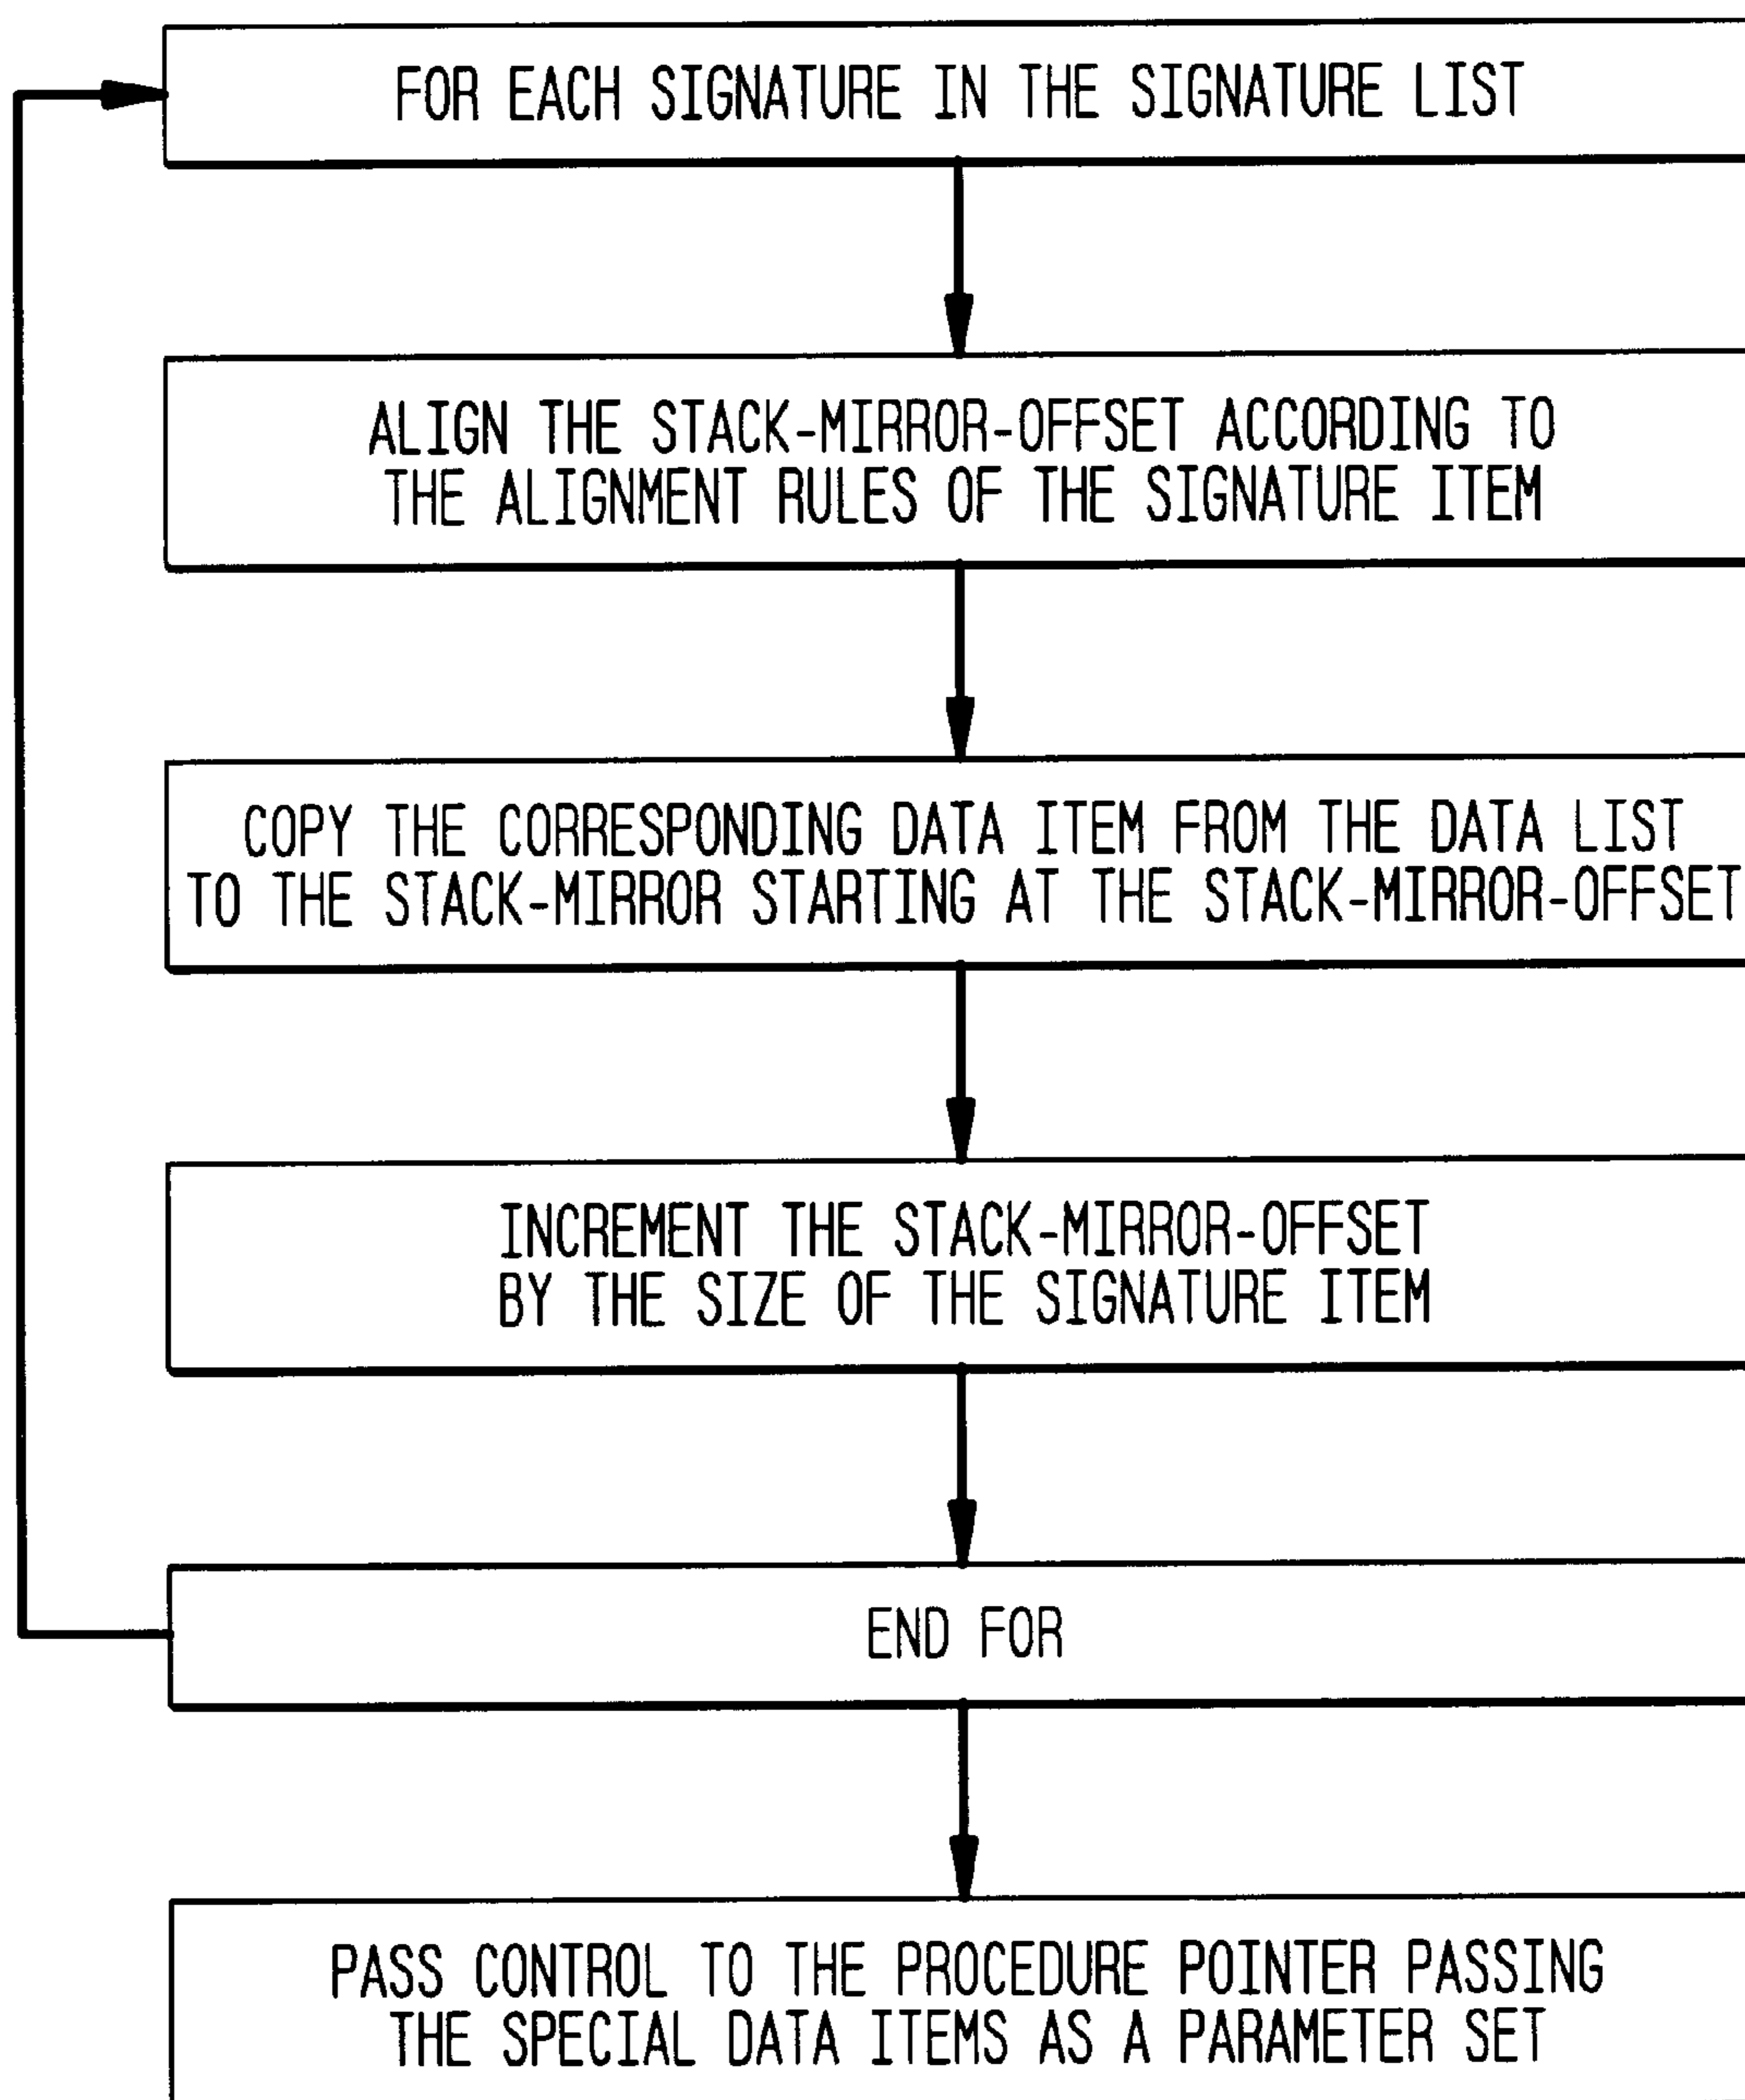 FOR EACH SIGNATURE IN THE SIGNATURE LIST
ALIGN THE STACK-MIRROR-OFFSET ACCORDING TO
THE ALIGNMENT RULES OF THE SIGNATURE ITEM
COPY THE CORRESPONDING DATA ITEM FROM THE DATA LIST
TO THE STACK-MIRROR STARTING AT THE STACK-MIRROR-OFFSET
INCREMENT THE STACK-MIRROR-OFFSET
BY THE SIZE OF THE SIGNATURE ITEM
END FOR
PASS CONTROL TO THE PROCEDURE POINTER PASSING
THE SPECIAL DATA ITEMS AS A PARAMETER SET